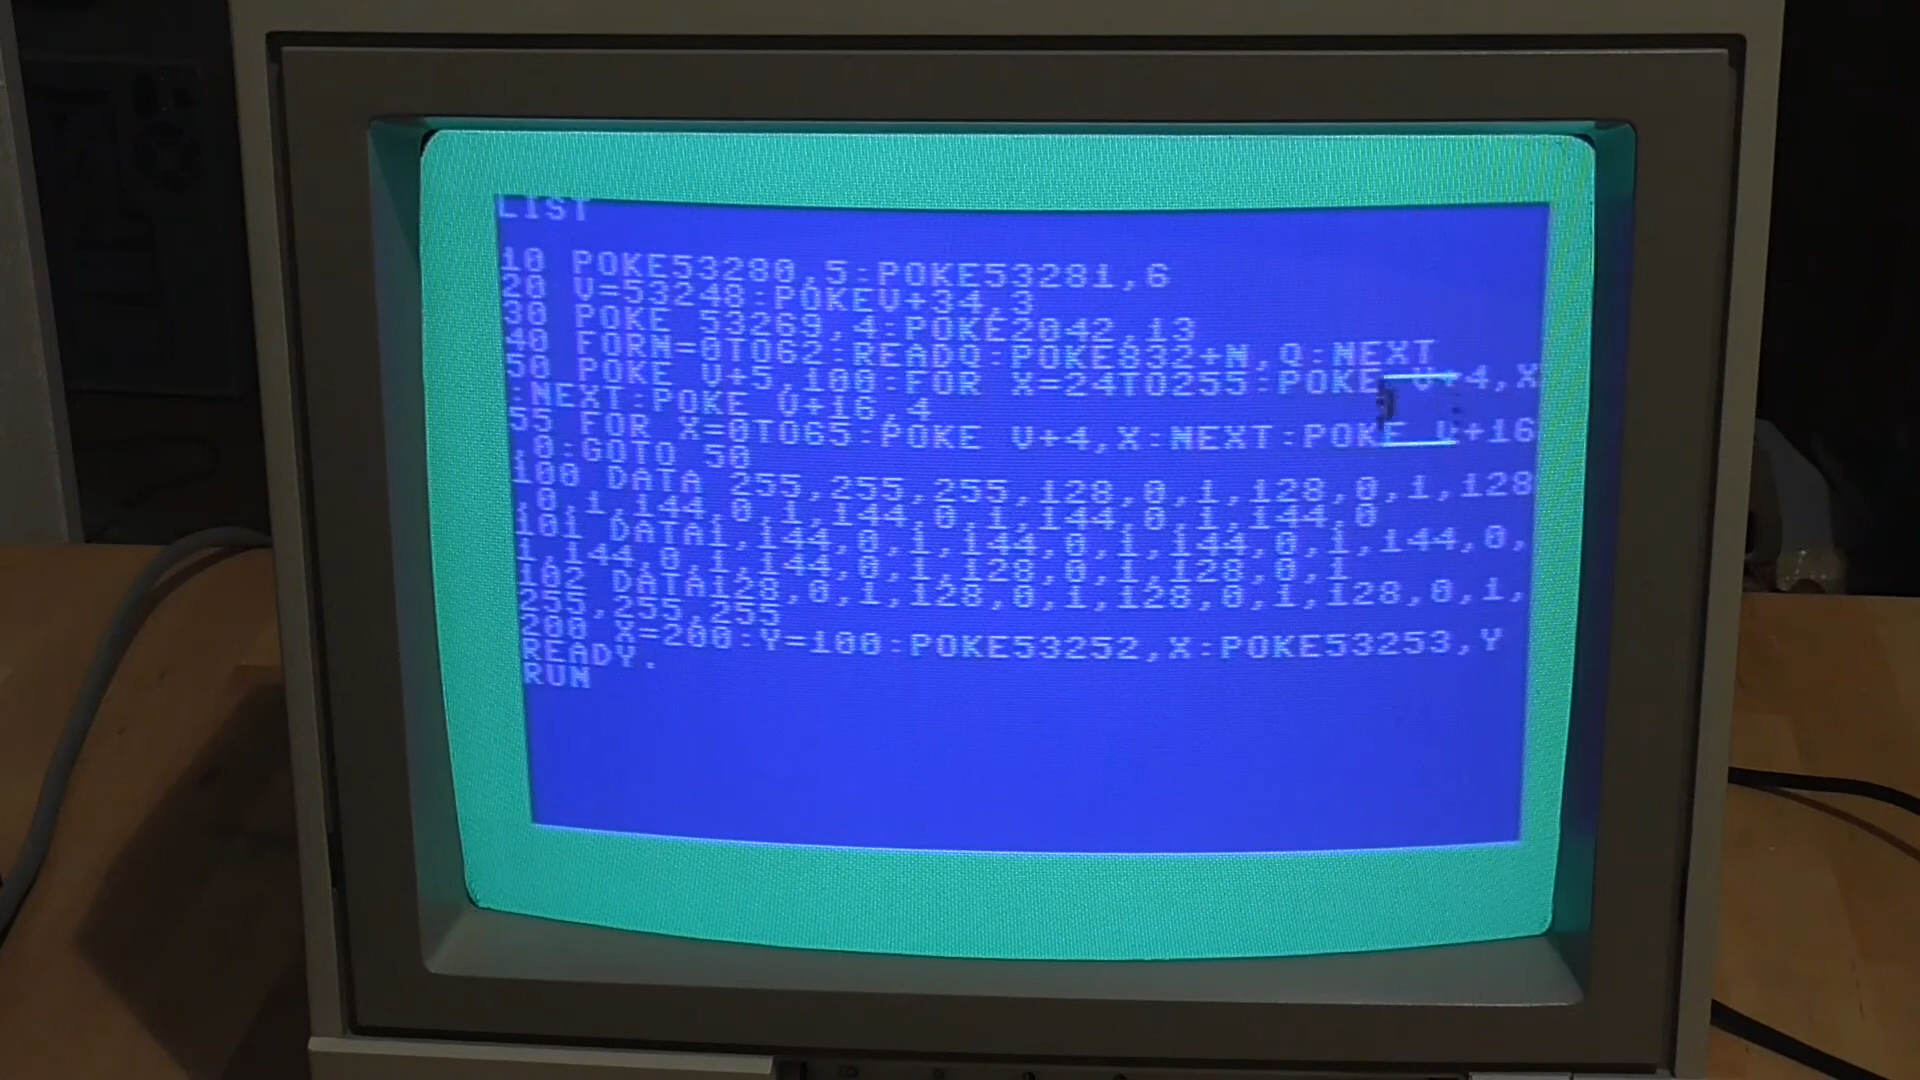 LIST
10 POKE53280,5:POKE53281,6
20 V=53248:POKEV+34,3
30 POKE 53269,4:POKE2042,13
40 FORN=0TO62:READQ:POKE832+N,Q:NEXT
50 POKE V+5,100:FOR X=24TO255:POKE V+4,X
:NEXT:POKE V+16,4
55 FOR X=0TO65:POKE V+4,X:NEXT:POKE V+16
,0:GOTO 50
100 DATA 255,255,255,128,0,1,128,0,1,128
,0,1,144,0,1,144,0,1,144,0,1,144,0
101 DATA1,144,0,1,144,0,1,144,0,1,144,0,
1,144,0,1,144,0,1,128,0,1,128,0,1
102 DATA128,0,1,128,0,1,128,0,1,128,0,1,
255,255,255
200 X=200:Y=100:POKE53252,X:POKE53253,Y
READY.
RUN